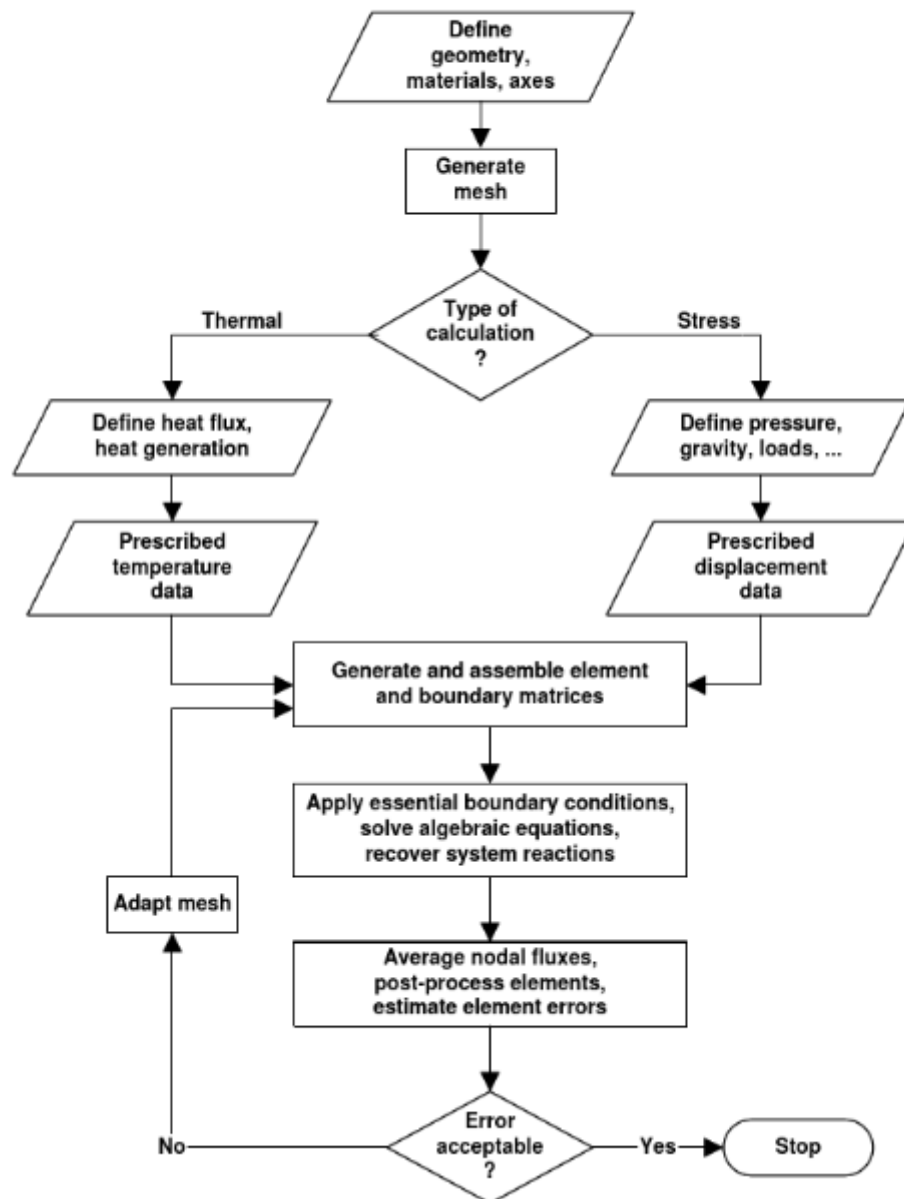 Define
geometry,
materials, axes
Generate
mesh
Type of
calculation
?
Thermal
Stress
Define heat flux,
heat generation
Define pressure,
gravity, loads, ...
Prescribed
temperature
data
Prescribed
displacement
data
Generate and assemble element
and boundary matrices
Apply essential boundary conditions,
solve algebraic equations,
recover system reactions
Adapt mesh
Average nodal fluxes,
post-process elements,
estimate element errors
Error
acceptable
?
No
Yes
Stop